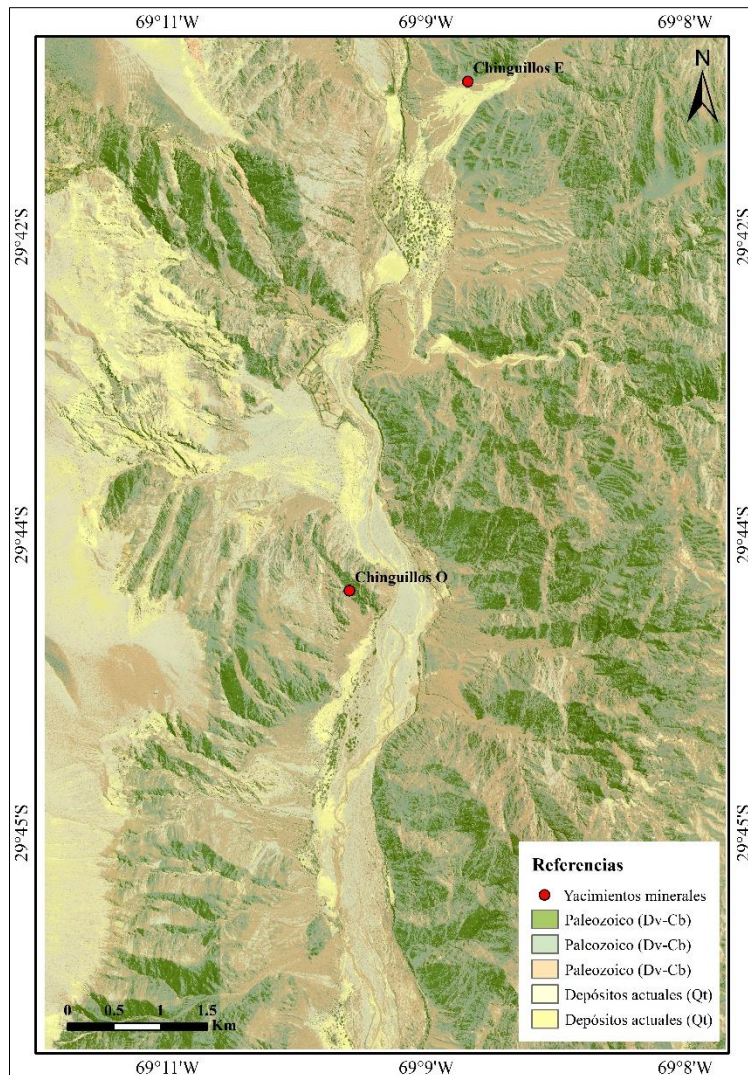 69°11'W 69°9'W 69°8'W
Chinguillos E
N
29°42'S 29°42'S
29°44'S 29°44'S
Chinguillos O
29°45'S 29°45'S
Referencias
Yacimientos minerales
Paleozoico (Dv-Cb)
Paleozoico (Dv-Cb)
Paleozoico (Dv-Cb)
Depósitos actuales (Qt)
Depósitos actuales (Qt)
0 0.5 1 1.5
Km
69°11'W 69°9'W 69°8'W